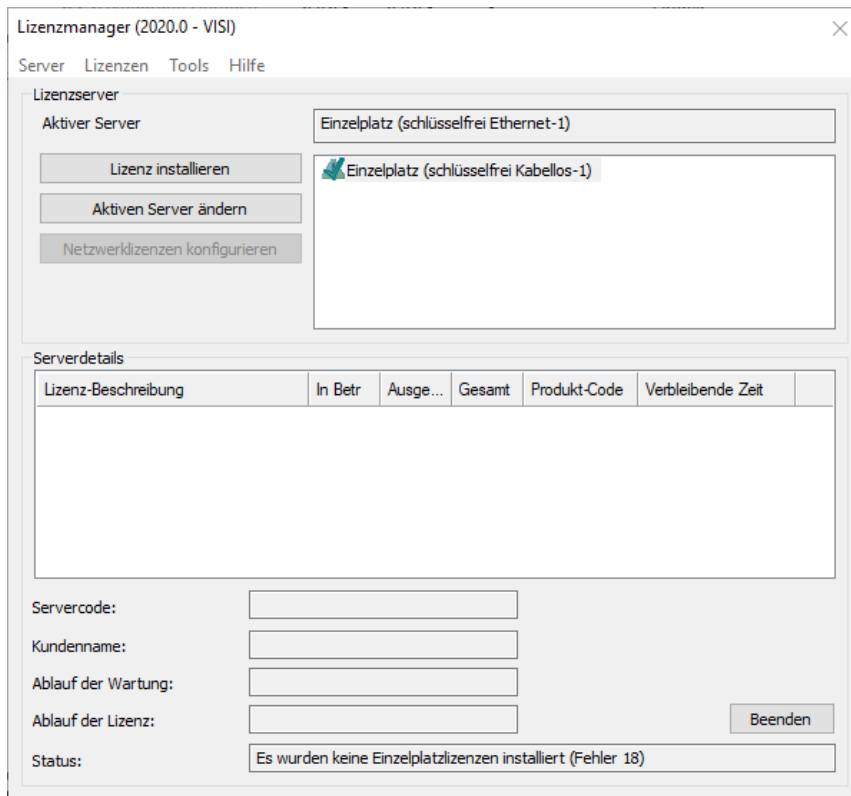 Lizenzmanager (2020.0 - VISI)
Server Lizenzen Tools Hilfe
Lizenzserver
Aktiver Server
Einzelplatz (schlüsselfrei Ethernet-1)
Lizenz installieren
Einzelplatz (schlüsselfrei Kabellos-1)
Aktiven Server ändern
Netzwerklizenzen konfigurieren
Serverdetails
Lizenz-Beschreibung In Betr Ausge... Gesamt Produkt-Code Verbleibende Zeit
Servercode:
Kundenname:
Ablauf der Wartung:
Ablauf der Lizenz:
Beenden
Status:
Es wurden keine Einzelplatzlizenzen installiert (Fehler 18)